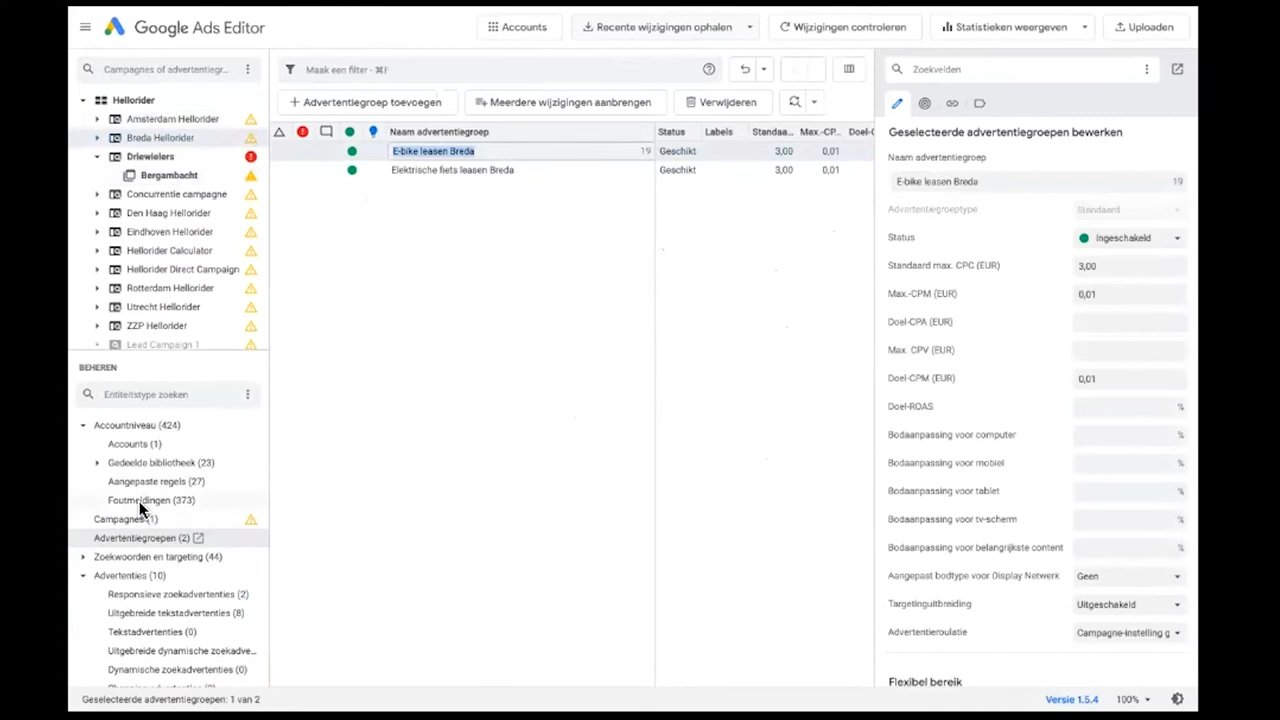 Google Ads Editor
Accounts
Recente wijzigingen ophalen
Wijzigingen controleren
Statistieken weergeven
Uploaden
Campagnes of advertentiegr...
Hellorider
Amsterdam Hellorider
Breda Hellorider
Driewielers
Bergambacht
Concurrentie campagne
Den Haag Hellorider
Eindhoven Hellorider
Hellorider Calculator
Hellorider Direct Campaign
Rotterdam Hellorider
Utrecht Hellorider
ZZP Hellorider
Lead Campaign 1
BEHEREN
Entiteitstype zoeken
Accountniveau (424)
Accounts (1)
Gedeelde bibliotheek (23)
Aangepaste regels (27)
Foutmeldingen (373)
Campagnes (1)
Advertentiegroepen (2)
Zoekwoorden en targeting (44)
Advertenties (10)
Responsieve zoekadvertenties (2)
Uitgebreide tekstadvertenties (8)
Tekstadvertenties (0)
Uitgebreide dynamische zoekadve...
Dynamische zoekadvertenties (0)
Geselecteerde advertentiegroepen: 1 van 2
Maak een filter - ⌘F
Advertentiegroep toevoegen
Meerdere wijzigingen aanbrengen
Verwijderen
Naam advertentiegroep Status Labels Standaa... Max.-CP... Doel-C
E-bike leasen Breda 19 Geschikt 3,00 0,01
Elektrische fiets leasen Breda Geschikt 3,00 0,01
Zoekvelden
Geselecteerde advertentiegroepen bewerken
Naam advertentiegroep
E-bike leasen Breda 19
Advertentiegroeptype Standaard
Status Ingeschakeld
Standaard max. CPC (EUR) 3,00
Max.-CPM (EUR) 0,01
Doel-CPA (EUR)
Max. CPV (EUR)
Doel-CPM (EUR) 0,01
Doel-ROAS %
Bodaanpassing voor computer %
Bodaanpassing voor mobiel %
Bodaanpassing voor tablet %
Bodaanpassing voor tv-scherm %
Bodaanpassing voor belangrijkste content %
Aangepast bodtype voor Display Netwerk Geen
Targetinguitbreiding Uitgeschakeld
Advertentieroulatie Campagne-instelling g
Flexibel bereik
Versie 1.5.4 100%